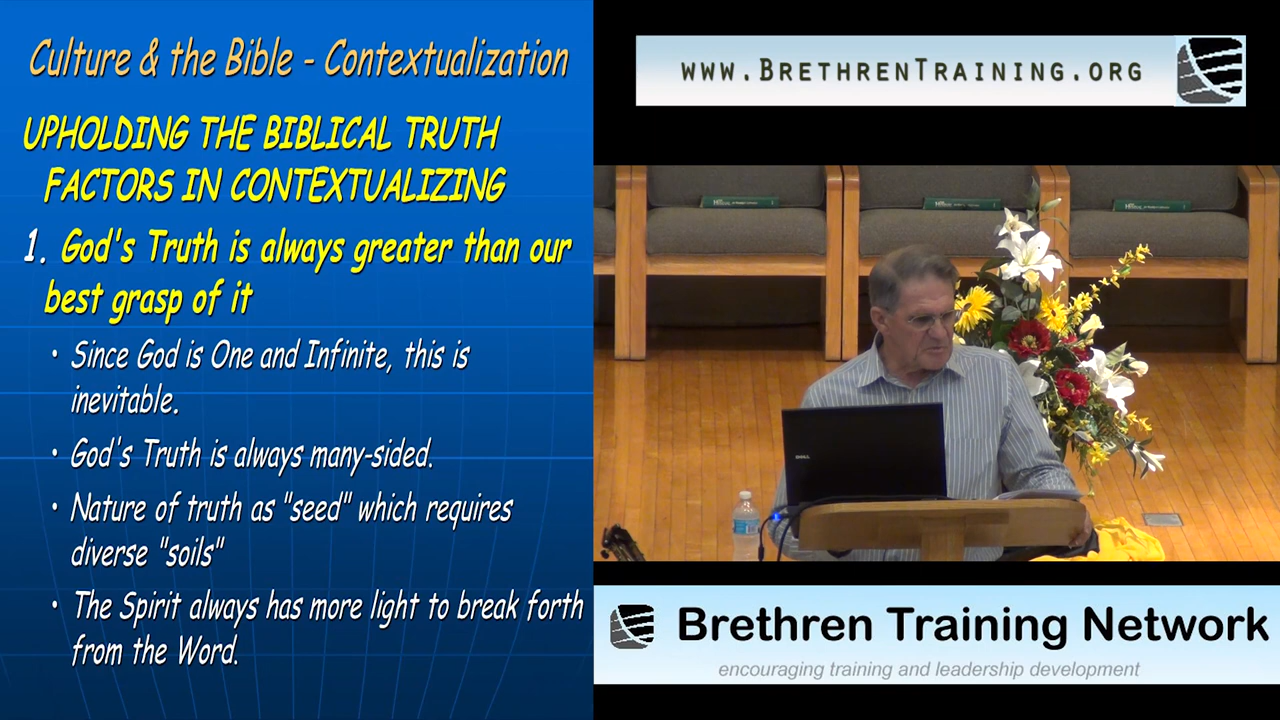 Culture & the Bible - Contextualization
UPHOLDING THE BIBLICAL TRUTH
FACTORS IN CONTEXTUALIZING
1. God's Truth is always greater than our
best grasp of it
• Since God is One and Infinite, this is
inevitable.
• God's Truth is always many-sided.
• Nature of truth as "seed" which requires
diverse "soils"
• The Spirit always has more light to break forth
from the Word.
www.BrethrenTraining.org
DELL
Brethren Training Network
encouraging training and leadership development